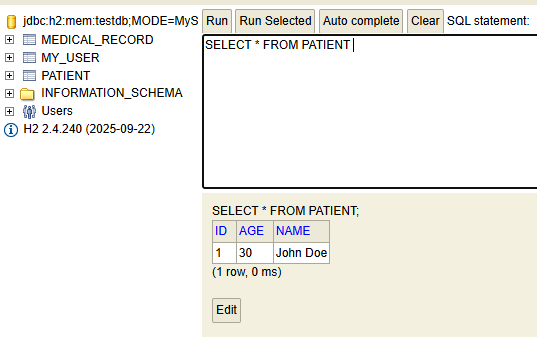 jdbc:h2:mem:testdb;MODE=MyS
MEDICAL_RECORD
MY_USER
PATIENT
INFORMATION_SCHEMA
Users
H2 2.4.240 (2025-09-22)
Run Run Selected Auto complete Clear SQL statement:
SELECT * FROM PATIENT
SELECT * FROM PATIENT;
ID AGE NAME
1 30 John Doe
(1 row, 0 ms)
Edit